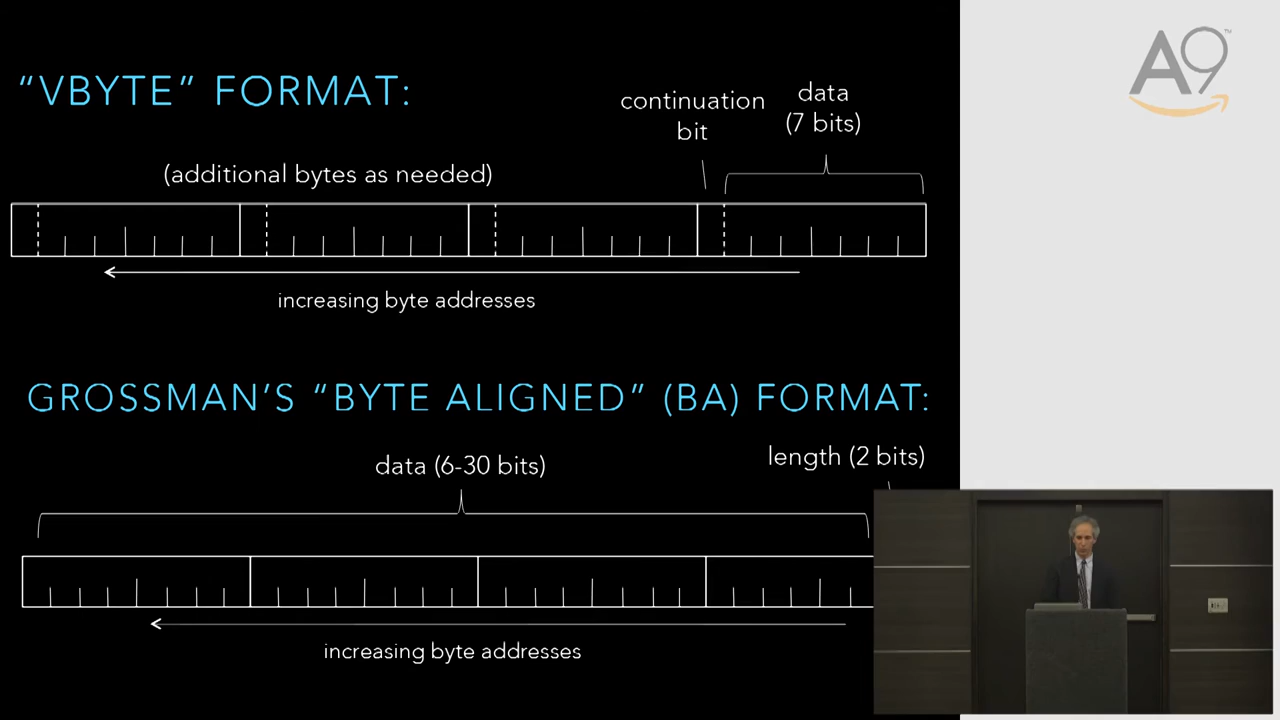 “VBYTE” FORMAT:
continuation
bit
data
(7 bits)
(additional bytes as needed)
increasing byte addresses
GROSSMAN’S “BYTE ALIGNED” (BA) FORMAT:
data (6-30 bits)
length (2 bits)
increasing byte addresses
A9™